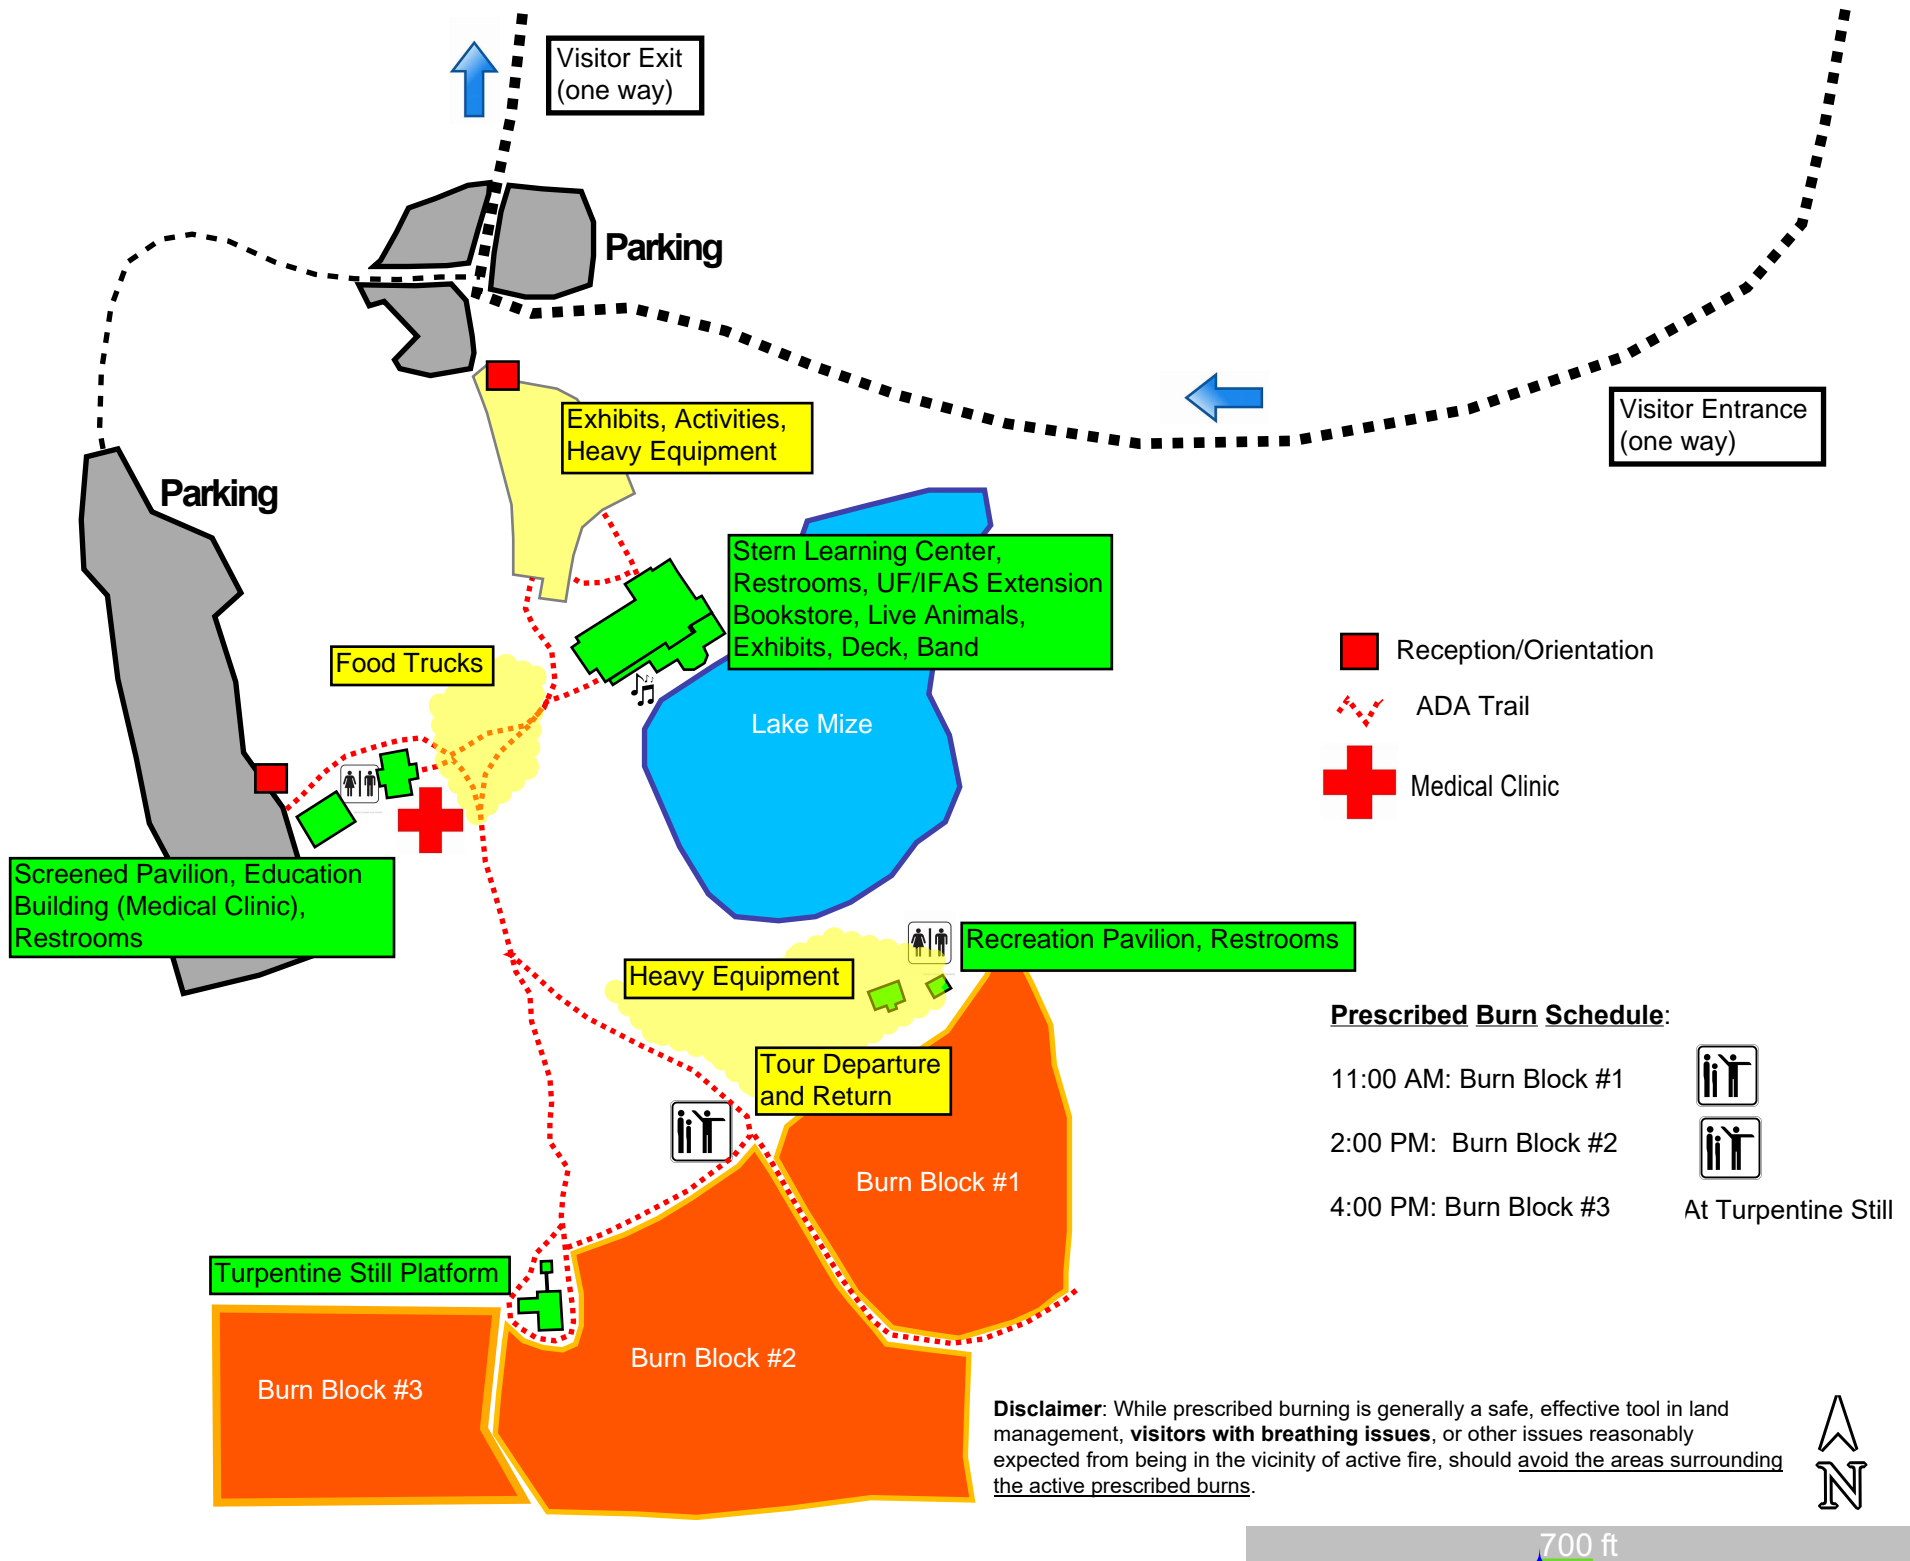 Visitor Exit
(one way)
Parking
Visitor Entrance
(one way)
Exhibits, Activities,
Heavy Equipment
Parking
Stern Learning Center,
Restrooms, UF/IFAS Extension
Bookstore, Live Animals,
Exhibits, Deck, Band
Food Trucks
Reception/Orientation
ADA Trail
Lake Mize
Medical Clinic
Screened Pavilion, Education
Building (Medical Clinic),
Restrooms
Recreation Pavilion, Restrooms
Heavy Equipment
Tour Departure
and Return
Prescribed Burn Schedule:
11:00 AM: Burn Block #1
2:00 PM: Burn Block #2
4:00 PM: Burn Block #3 At Turpentine Still
Burn Block #1
Turpentine Still Platform
Burn Block #2
Burn Block #3
Disclaimer: While prescribed burning is generally a safe, effective tool in land
management, visitors with breathing issues, or other issues reasonably
expected from being in the vicinity of active fire, should avoid the areas surrounding
the active prescribed burns.
N
700 ft